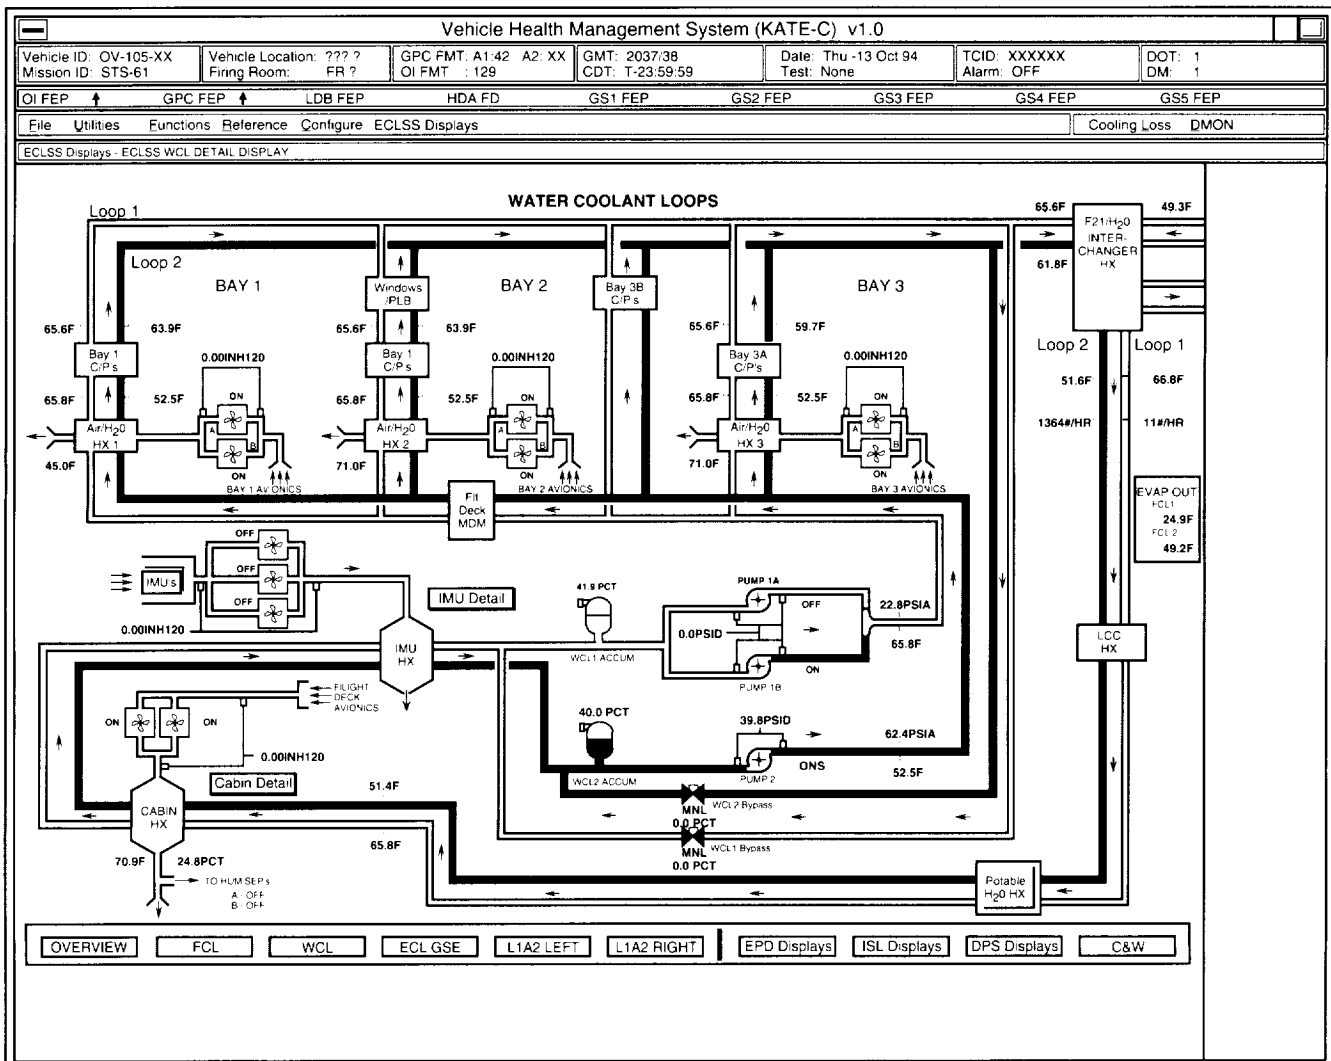 Vehicle Health Management System (KATE-C) v1.0
Vehicle ID: OV-105-XX
Mission ID: STS-61
Vehicle Location: ??? ?
Firing Room: FR ?
GPC FMT: A1:42 A2: XX
OI FMT : 129
GMT: 2037/38
CDT: T-23:59:59
Date: Thu -13 Oct 94
Test: None
TCID: XXXXXX
Alarm: OFF
DOT: 1
DM: 1
OI FEP GPC FEP LDB FEP HDA FD GS1 FEP GS2 FEP GS3 FEP GS4 FEP GS5 FEP
File Utilities Functions Reference Configure ECLSS Displays Cooling Loss DMON
ECLSS Displays - ECLSS WCL DETAIL DISPLAY
WATER COOLANT LOOPS
Loop 1
65.6F
49.3F
F21/H20
INTER-
CHANGER
HX
Loop 2
61.8F
BAY 1
Windows
/PLB
BAY 2
Bay 3B
C/P's
BAY 3
65.6F 63.9F 65.6F 63.9F 65.6F 59.7F
Loop 2 Loop 1
Bay 1
C/P's
0.00INH120
Bay 1
C/P's
0.00INH120
Bay 3A
C/P's
0.00INH120
51.6F 66.6F
65.8F 52.5F ON 65.8F 52.5F ON 65.8F 52.5F ON
Air/H20
HX 1
A B
Air/H20
HX 2
A B
Air/H20
HX 3
A B
1364#/HR 11#/HR
45.0F ON 71.0F ON 71.0F ON
BAY 1 AVIONICS BAY 2 AVIONICS BAY 3 AVIONICS
Flt
Deck
MDM
EVAP OUT
FCL1
24.9F
FCL 2
49.2F
OFF
IMU's
OFF
OFF
IMU Detail
0.00INH120
41.9 PCT
PUMP 1A
OFF
22.8PSIA
0.0PSID
65.8F
LCC
HX
IMU
HX
WCL1 ACCUM
PUMP 1B
ON
FILIGHT
DECK
AVIONICS
ON ON
0.00INH120
40.0 PCT
39.8PSID
62.4PSIA
ONS
52.5F
WCL2 ACCUM
PUMP 2
Cabin Detail
51.4F
WCL2 Bypass
MNL
0.0 PCT
CABIN
HX
65.8F
WCL1 Bypass
MNL
0.0 PCT
70.9F 24.8PCT
TO HUM SEP's
A - OFF
B - OFF
Potable
H20 HX
OVERVIEW FCL WCL ECL GSE L1A2 LEFT L1A2 RIGHT EPD Displays ISL Displays DPS Displays C&W